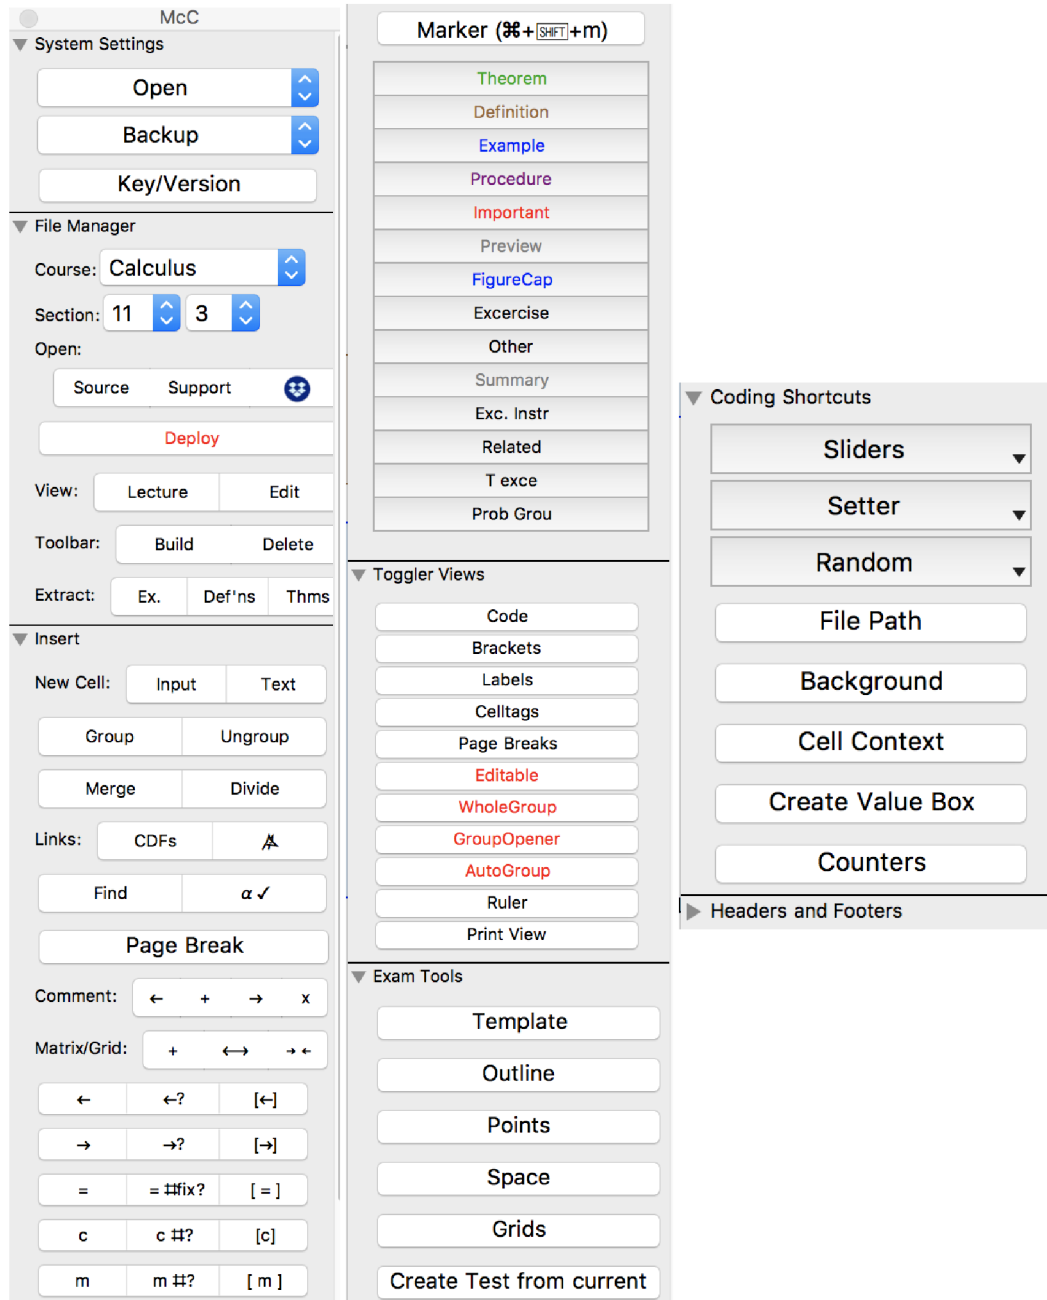 McC
System Settings
Open
Backup
Key/Version
File Manager
Course: Calculus
Section: 11 3
Open:
Source Support
Deploy
View: Lecture Edit
Toolbar: Build Delete
Extract: Ex. Def'ns Thms
Insert
New Cell: Input Text
Group Ungroup
Merge Divide
Links: CDFs
Find α ✓
Page Break
Comment: ← + → x
Matrix/Grid: + ⟷ →←
← ←? [←]
→ →? [→]
= = ⌗fix? [ = ]
c c ⌗? [c]
m m ⌗? [ m ]
Marker (⌘+SHIFT+m)
Theorem
Definition
Example
Procedure
Important
Preview
FigureCap
Excercise
Other
Summary
Exc. Instr
Related
T exce
Prob Grou
Toggler Views
Code
Brackets
Labels
Celltags
Page Breaks
Editable
WholeGroup
GroupOpener
AutoGroup
Ruler
Print View
Exam Tools
Template
Outline
Points
Space
Grids
Create Test from current
Coding Shortcuts
Sliders
Setter
Random
File Path
Background
Cell Context
Create Value Box
Counters
Headers and Footers